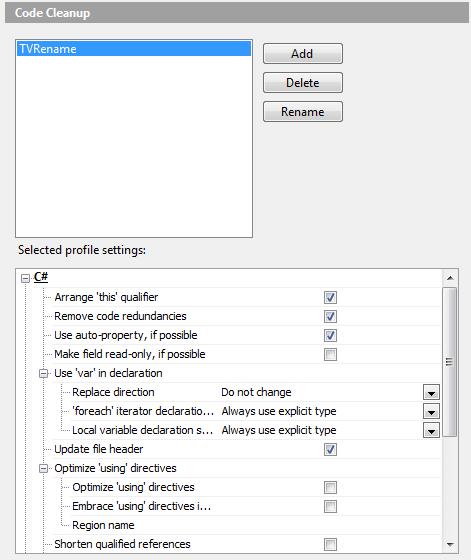 Code Cleanup
TVRename
Add
Delete
Rename
Selected profile settings:
C#
Arrange 'this' qualifier
Remove code redundancies
Use auto-property, if possible
Make field read-only, if possible
Use 'var' in declaration
Replace direction Do not change
'foreach' iterator declaratio... Always use explicit type
Local variable declaration s... Always use explicit type
Update file header
Optimize 'using' directives
Optimize 'using' directives
Embrace 'using' directives i...
Region name
Shorten qualified references